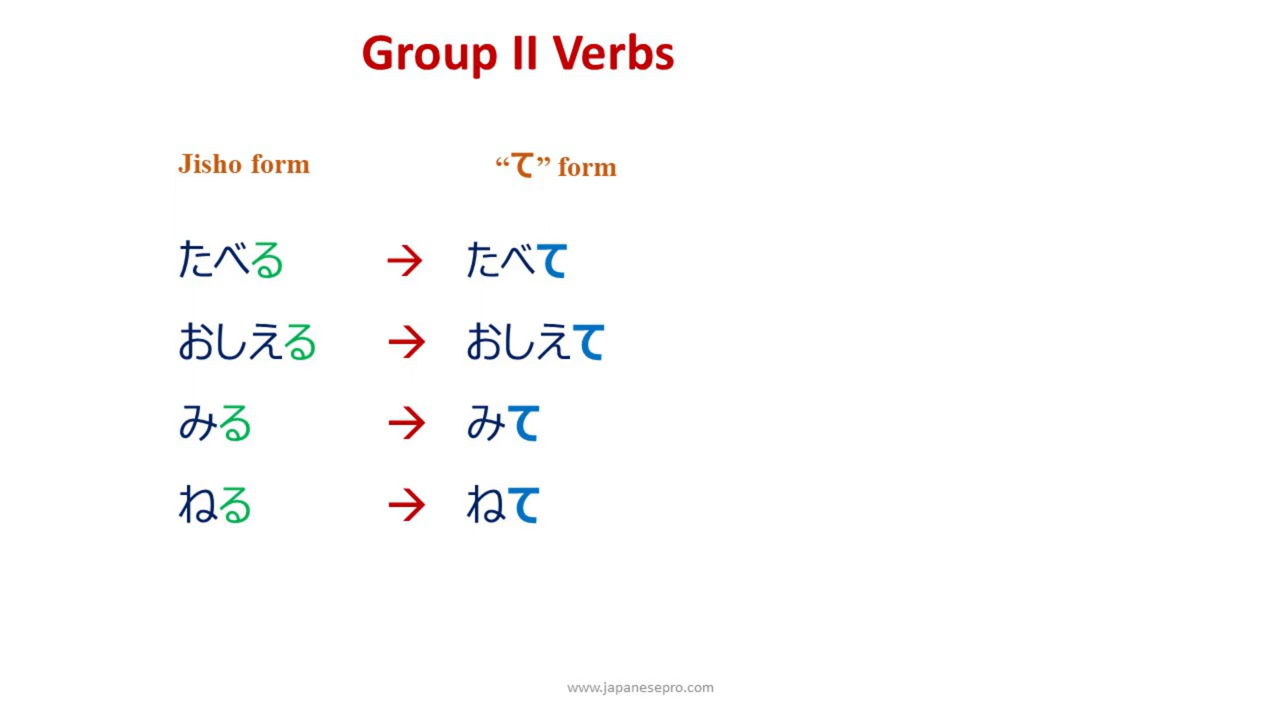 Group II Verbs
Jisho form “て” form
たべる → たべて
おしえる → おしえて
みる → みて
ねる → ねて
www.japanesepro.com